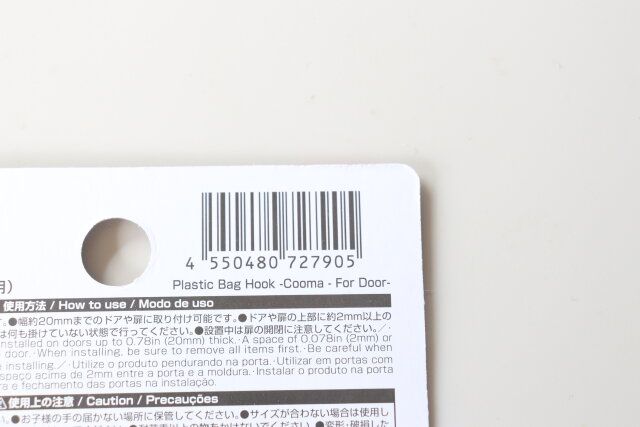 4 550480 727905
Plastic Bag Hook -Cooma - For Door-
使用方法 / How to use / Modo de uso
●幅約20mmまでのドアや扉に取り付け可能です。●ドアや扉の上部に約2mm以上の
は何も掛けていない状態で行ってください。●設置中は扉の開閉に注意してください。/・
installed on doors up to 0.78in (20mm) thick.・A space of 0.078in (2mm) or
door.・When installing, be sure to remove all items first.・Be careful when
installing./・Utilize o produto pendurando na porta.・Utilizar em portas com
espaço acima de 2mm entre a porta e a moldura.・Instalar o produto na porta
ra e fechamento das portas na instalação.
使用上の注意 / Caution / Precauções
●お子様の手の届かない場所に保管してください。●サイズが合わない場合は使用し